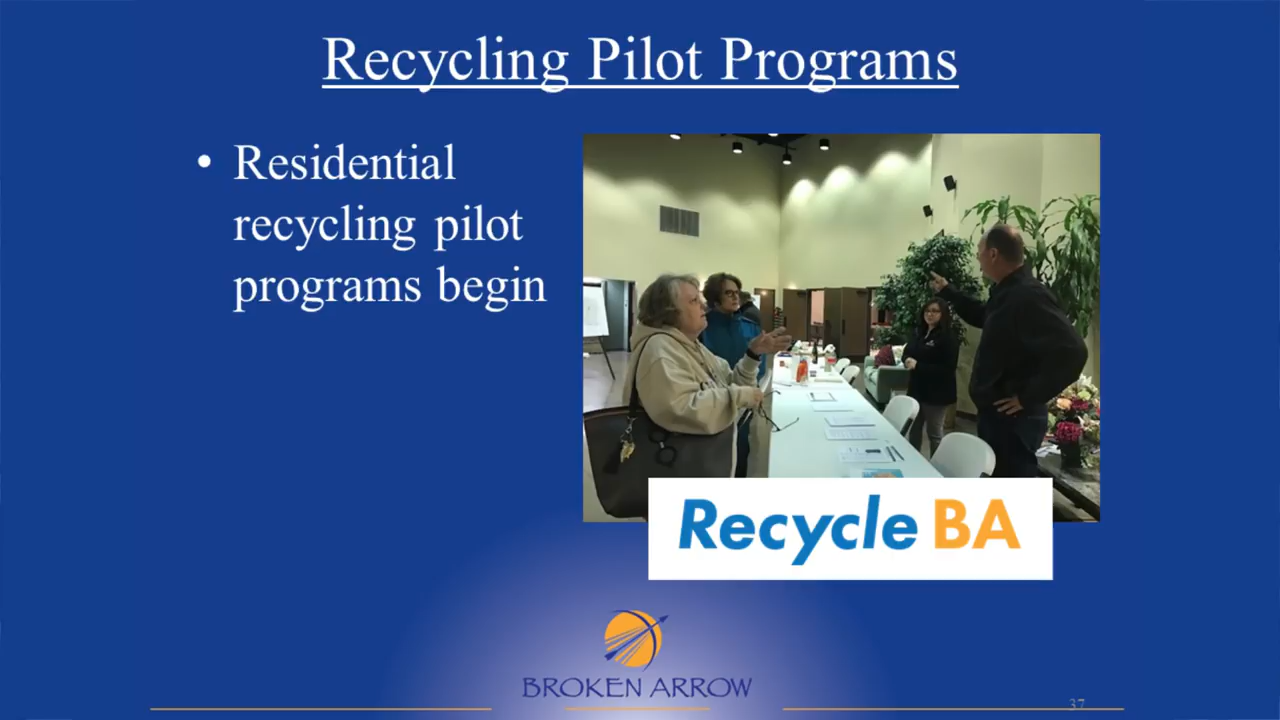 Recycling Pilot Programs
• Residential
recycling pilot
programs begin
Recycle BA
BROKEN ARROW
37